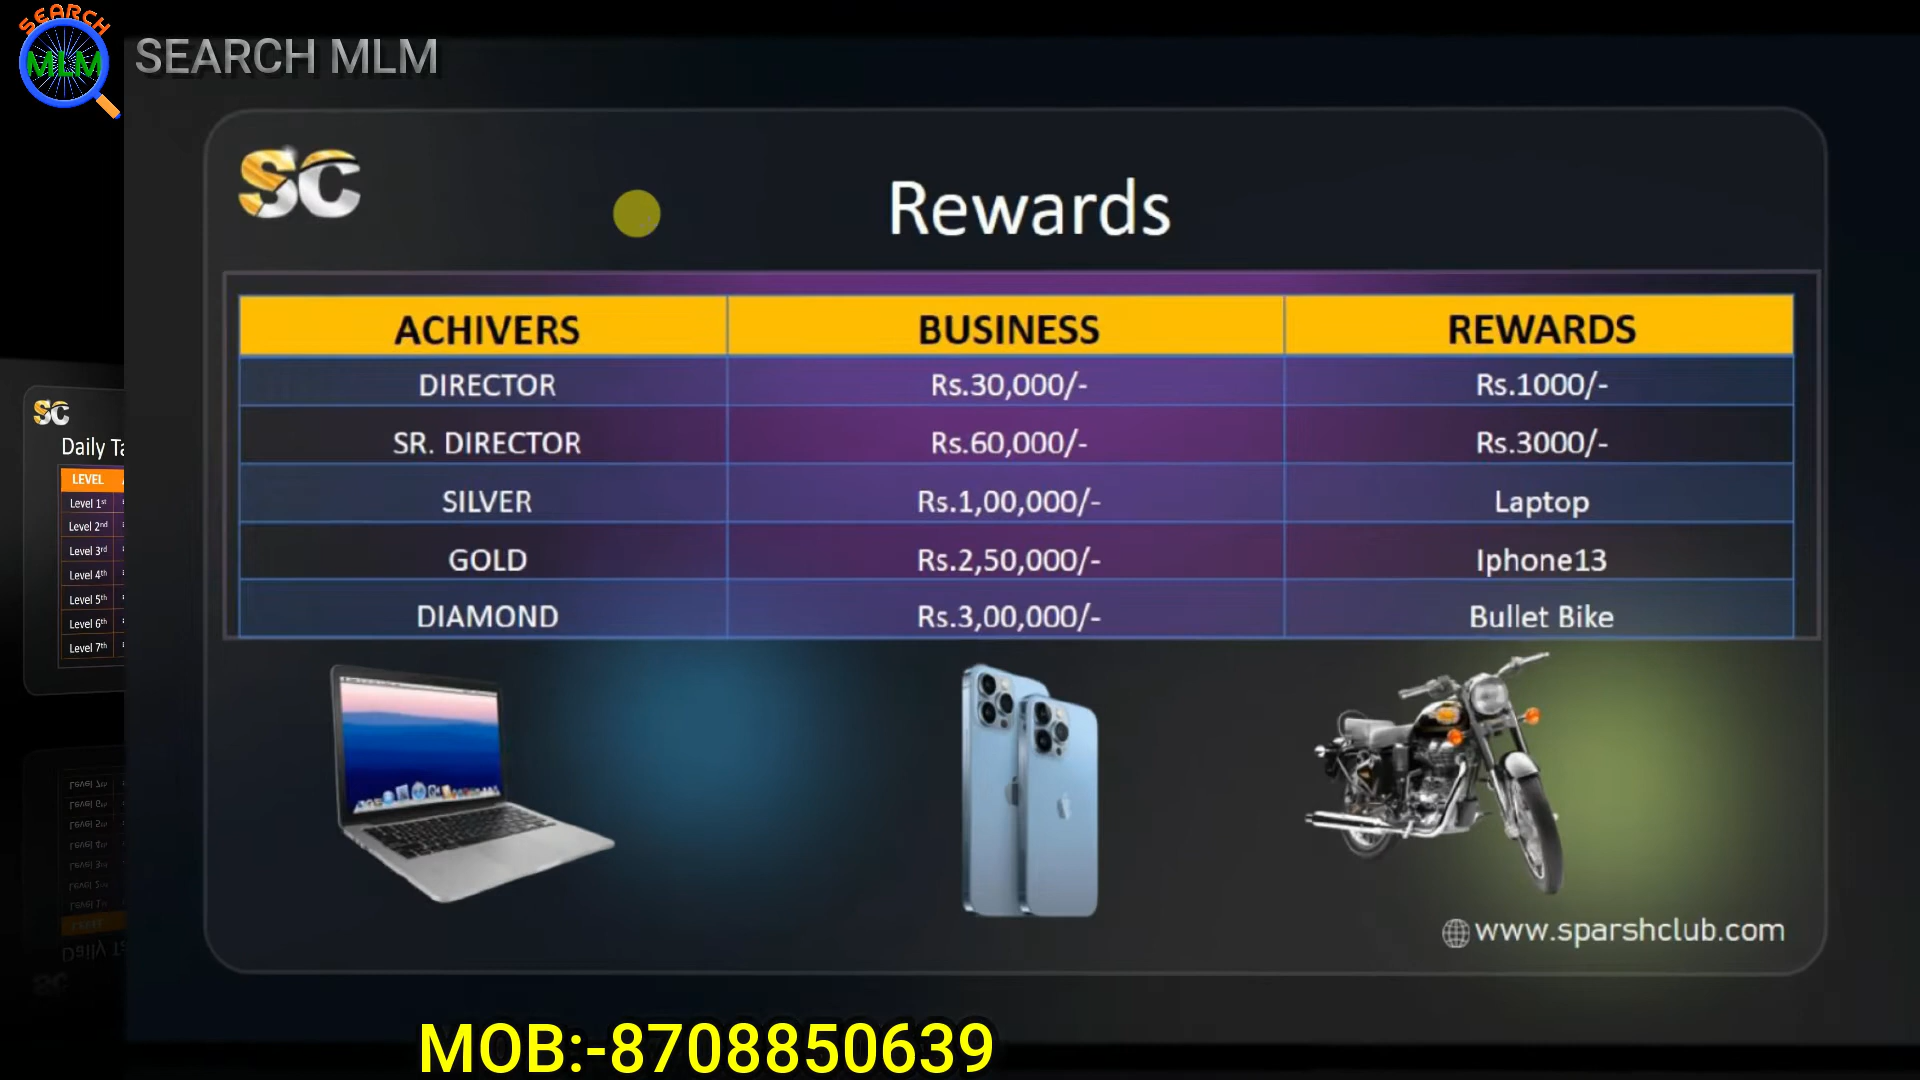 SEARCH
MLM
SEARCH MLM
SC
Rewards
ACHIVERS BUSINESS REWARDS
DIRECTOR Rs.30,000/- Rs.1000/-
SR. DIRECTOR Rs.60,000/- Rs.3000/-
SILVER Rs.1,00,000/- Laptop
GOLD Rs.2,50,000/- Iphone13
DIAMOND Rs.3,00,000/- Bullet Bike
www.sparshclub.com
SC
Daily
LEVEL
Level 1st
Level 2nd
Level 3rd
Level 4th
Level 5th
Level 6th
Level 7th
MOB:-8708850639